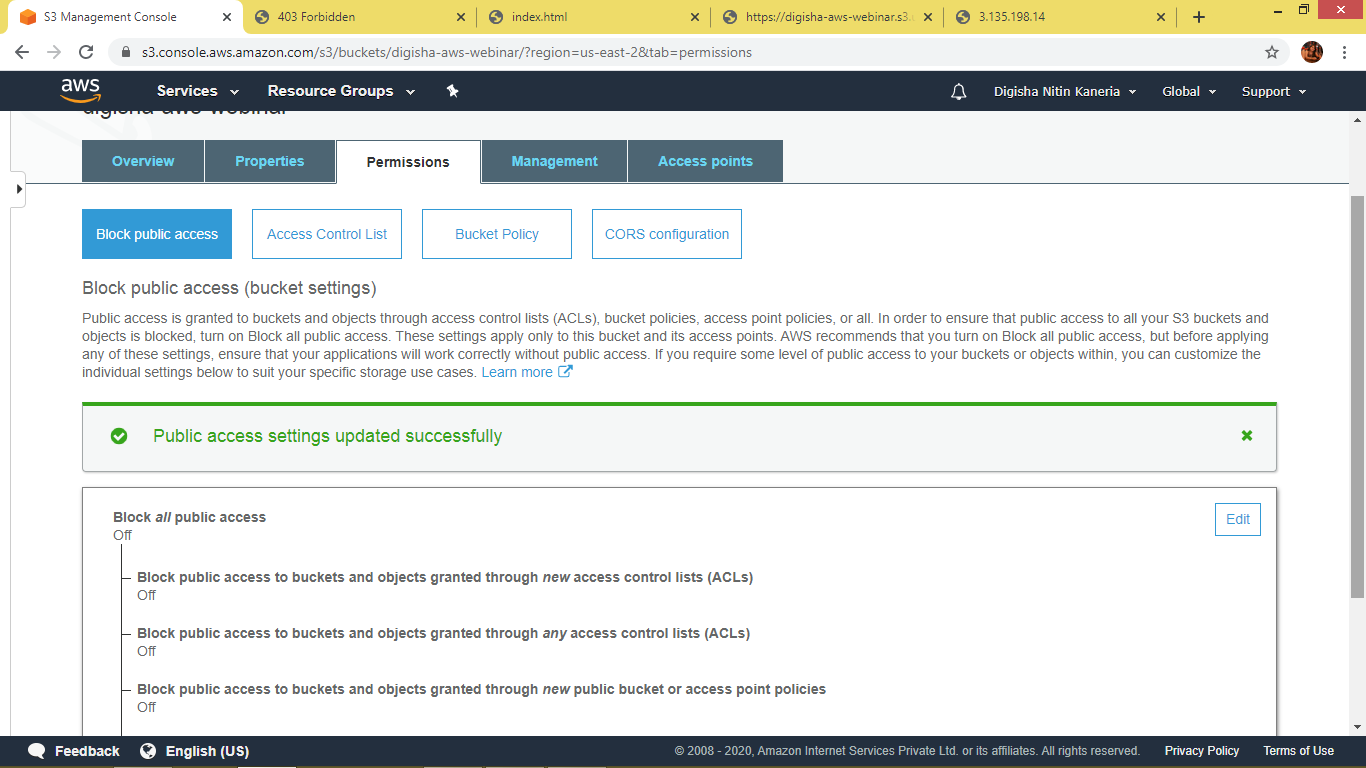 S3 Management Console
403 Forbidden
index.html
https://digisha-aws-webinar.s3.
3.135.198.14
s3.console.aws.amazon.com/s3/buckets/digisha-aws-webinar/?region=us-east-2&tab=permissions
aws
Services
Resource Groups
Digisha Nitin Kaneria
Global
Support
digisha-aws-webinar
Overview
Properties
Permissions
Management
Access points
Block public access
Access Control List
Bucket Policy
CORS configuration
Block public access (bucket settings)
Public access is granted to buckets and objects through access control lists (ACLs), bucket policies, access point policies, or all. In order to ensure that public access to all your S3 buckets and
objects is blocked, turn on Block all public access. These settings apply only to this bucket and its access points. AWS recommends that you turn on Block all public access, but before applying
any of these settings, ensure that your applications will work correctly without public access. If you require some level of public access to your buckets or objects within, you can customize the
individual settings below to suit your specific storage use cases. Learn more
Public access settings updated successfully
Block all public access
Edit
Off
Block public access to buckets and objects granted through new access control lists (ACLs)
Off
Block public access to buckets and objects granted through any access control lists (ACLs)
Off
Block public access to buckets and objects granted through new public bucket or access point policies
Off
Feedback
English (US)
© 2008 - 2020, Amazon Internet Services Private Ltd. or its affiliates. All rights reserved.
Privacy Policy
Terms of Use